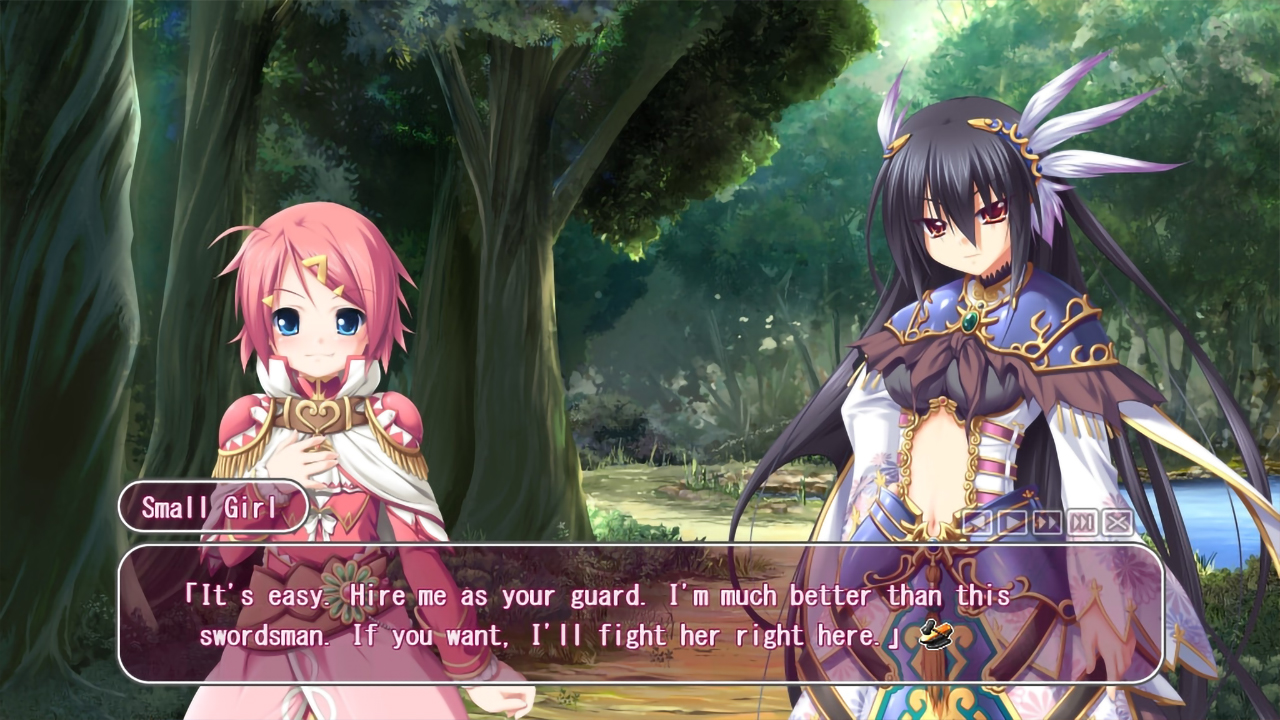 Small Girl
「It's easy. Hire me as your guard. I'm much better than this
swordsman. If you want, I'll fight her right here.」